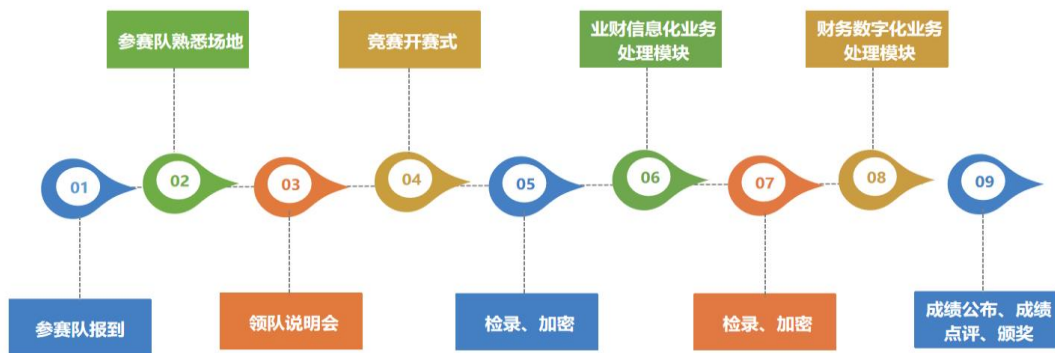 参赛队熟悉场地
竞赛开赛式
业财信息化业务
处理模块
财务数字化业务
处理模块
01
02
03
04
05
06
07
08
09
参赛队报到
领队说明会
检录、加密
检录、加密
成绩公布、成绩
点评、颁奖